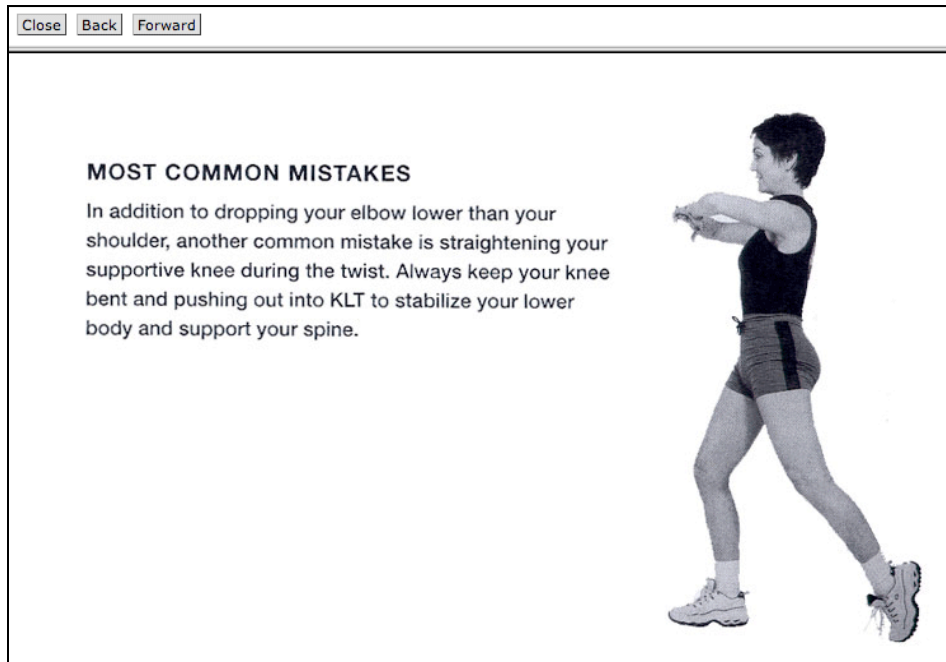 Close Back Forward
MOST COMMON MISTAKES
In addition to dropping your elbow lower than your
shoulder, another common mistake is straightening your
supportive knee during the twist. Always keep your knee
bent and pushing out into KLT to stabilize your lower
body and support your spine.